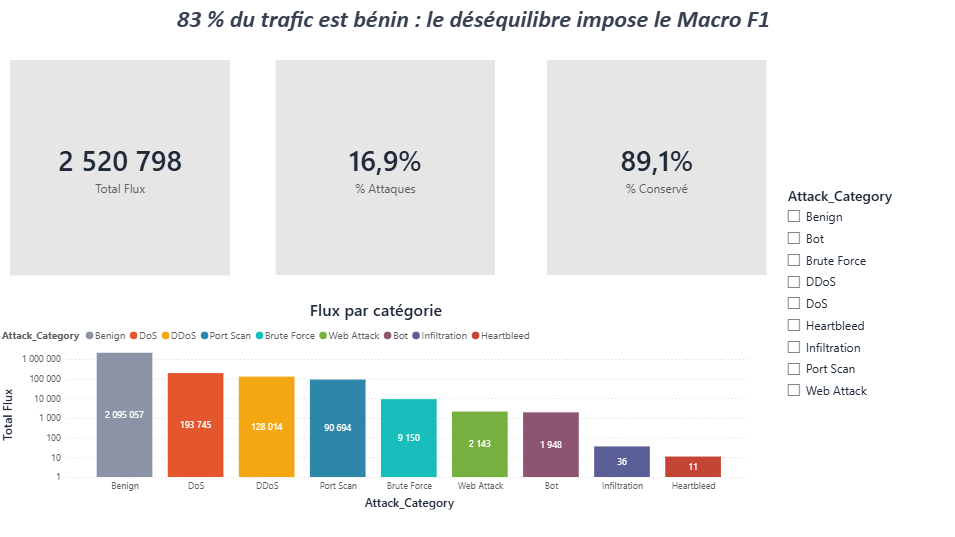 83 % du trafic est bénin : le déséquilibre impose le Macro F1
2 520 798
Total Flux
16,9%
% Attaques
89,1%
% Conservé
Attack_Category
Benign
Bot
Brute Force
DDoS
DoS
Heartbleed
Infiltration
Port Scan
Web Attack
Flux par catégorie
Attack_Category Benign DoS DDoS Port Scan Brute Force Web Attack Bot Infiltration Heartbleed
Total Flux
1 000 000
100 000
10 000
1 000
100
10
1
2 095 057
193 745
128 014
90 694
9 150
2 143
1 948
36
11
Benign DoS DDoS Port Scan Brute Force Web Attack Bot Infiltration Heartbleed
Attack_Category